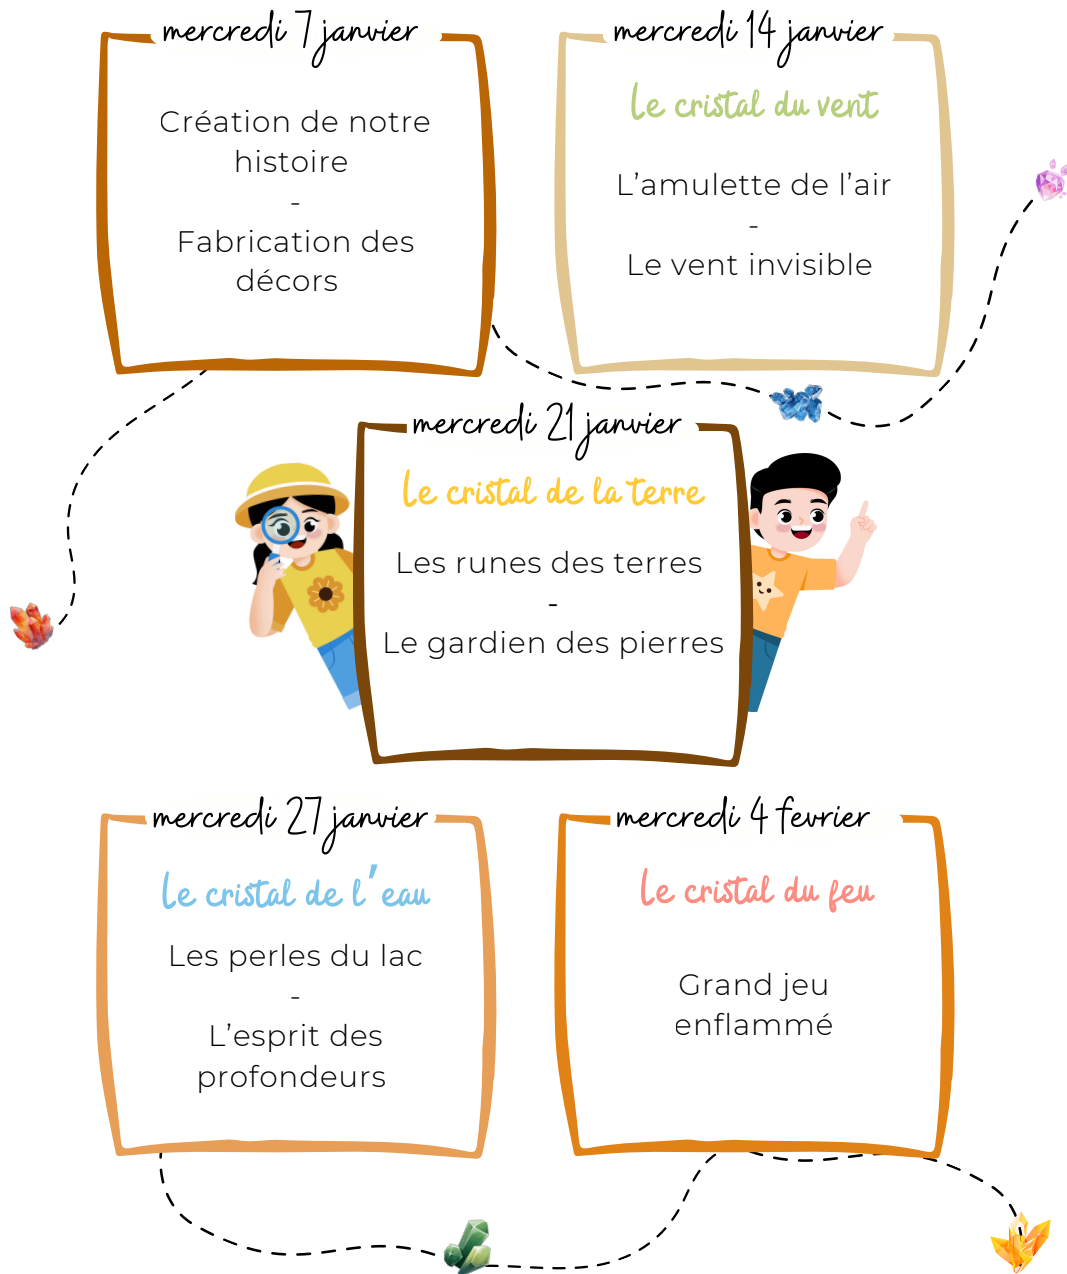 mercredi 7 janvier
Création de notre
histoire
-
Fabrication des
décors
mercredi 14 janvier
Le cristal du vent
L'amulette de l'air
-
Le vent invisible
mercredi 21 janvier
Le cristal de la terre
Les runes des terres
-
Le gardien des pierres
mercredi 27 janvier
Le cristal de l'eau
Les perles du lac
-
L'esprit des
profondeurs
mercredi 4 fevrier
Le cristal du feu
Grand jeu
enflammé